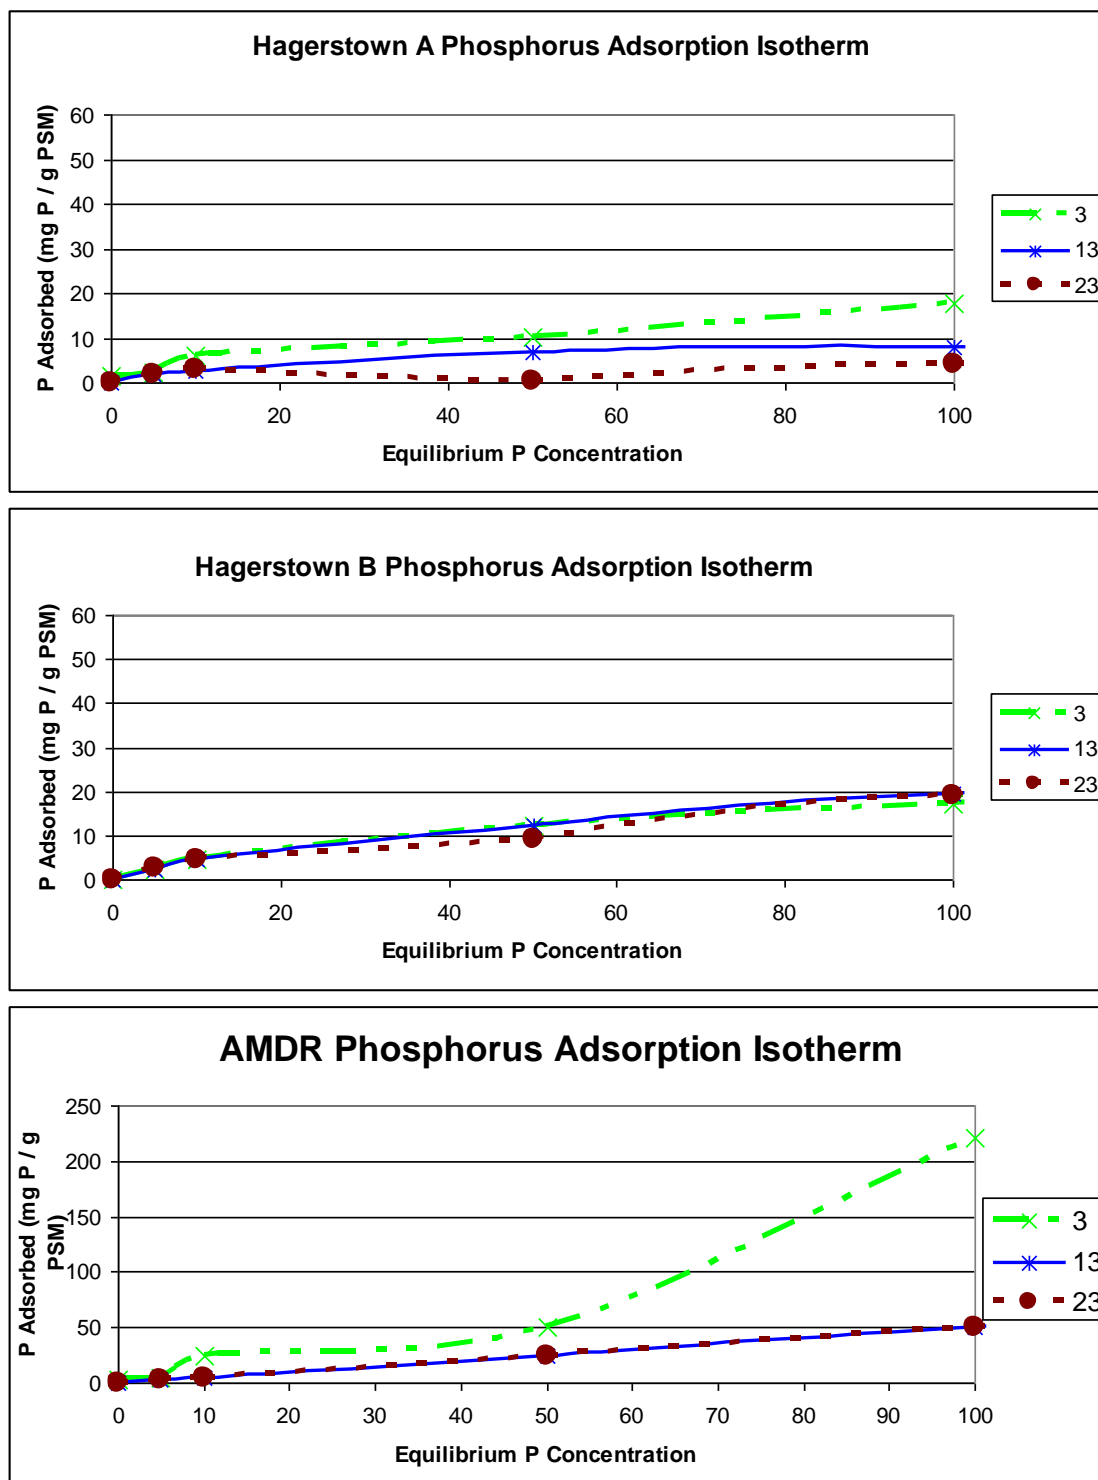 Hagerstown A Phosphorus Adsorption Isotherm
P Adsorbed (mg P / g PSM)
60
50
40
30
20
10
0
0 20 40 60 80 100
Equilibrium P Concentration
3
13
23
Hagerstown B Phosphorus Adsorption Isotherm
P Adsorbed (mg P / g PSM)
60
50
40
30
20
10
0
0 20 40 60 80 100
Equilibrium P Concentration
3
13
23
AMDR Phosphorus Adsorption Isotherm
P Adsorbed (mg P / g
PSM)
250
200
150
100
50
0
0 10 20 30 40 50 60 70 80 90 100
Equilibrium P Concentration
3
13
23